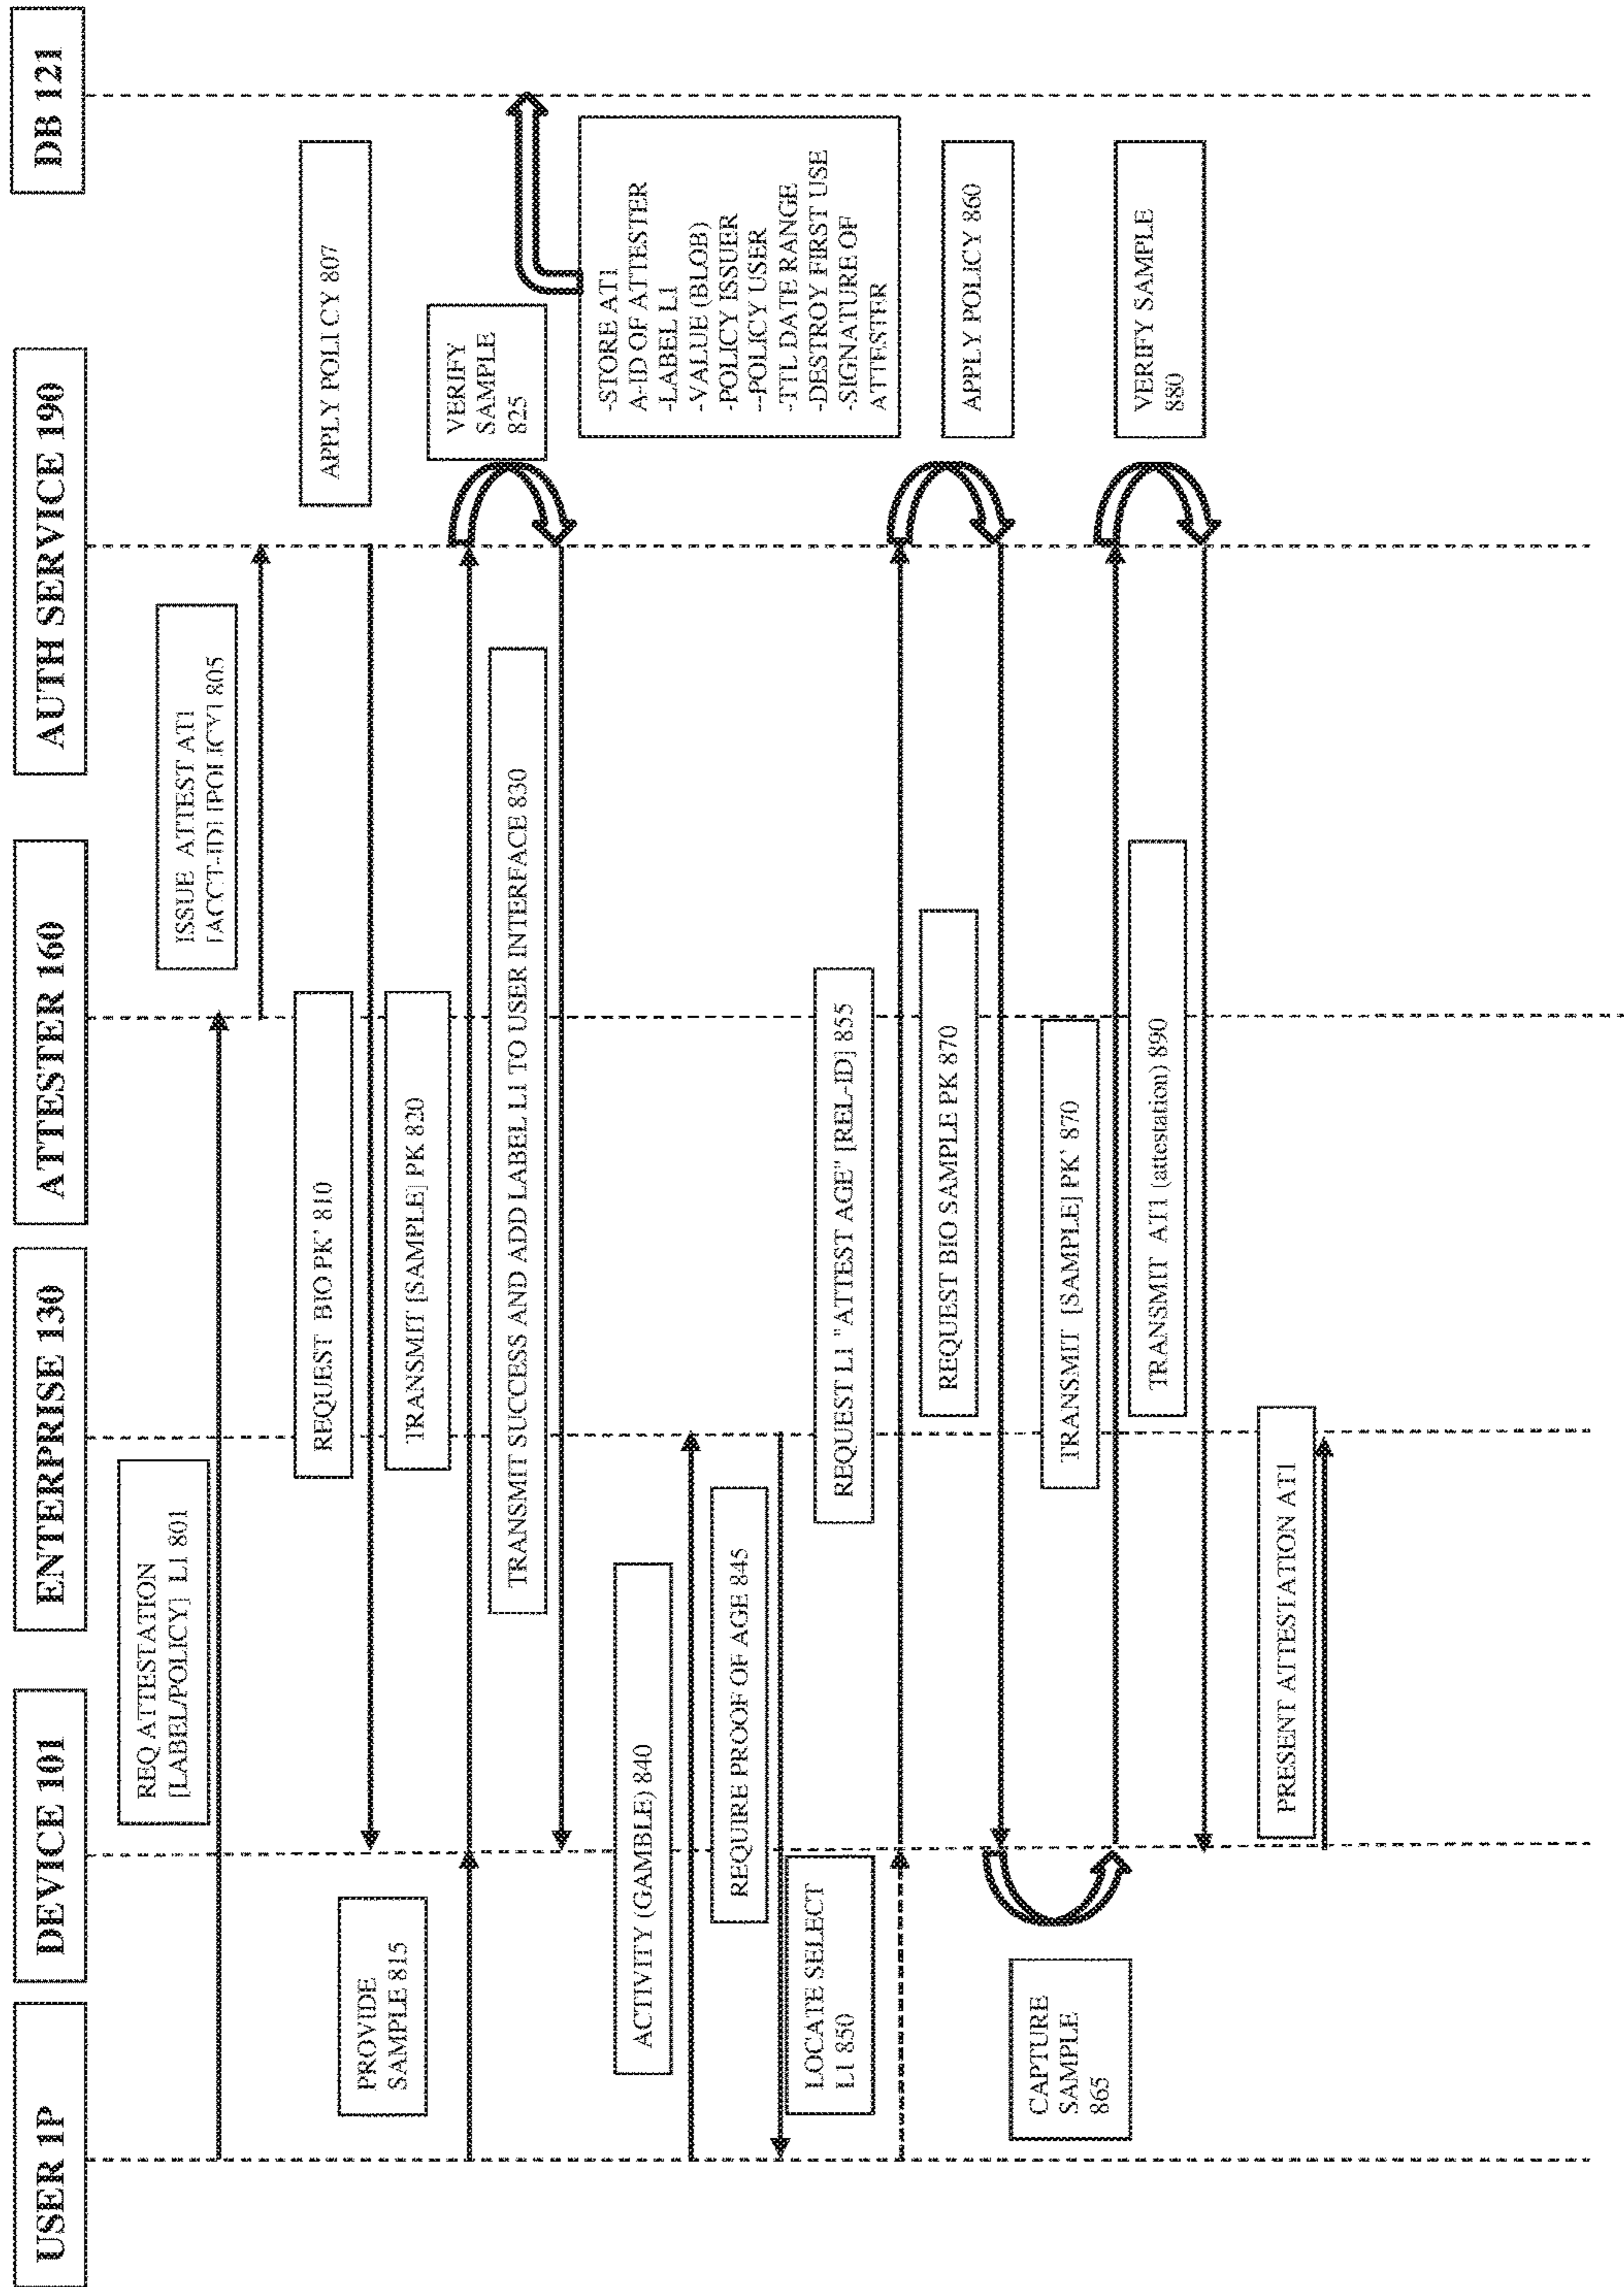 USER 1P
DEVICE 101
ENTERPRISE 130
ATTESTER 160
AUTH SERVICE 190
DB 121
REQ ATTESTATION
[LABEL/POLICY] L1 801
ISSUE ATTEST AT1
[ACCT-ID] [POLICY] 805
APPLY POLICY 807
REQUEST BIO PK' 810
PROVIDE
SAMPLE 815
TRANSMIT [SAMPLE] PK 820
VERIFY
SAMPLE
825
TRANSMIT SUCCESS AND ADD LABEL L1 TO USER INTERFACE 830
-STORE AT1
A-ID OF ATTESTER
-LABEL L1
-VALUE (BLOB)
-POLICY ISSUER
--POLICY USER
-TTL DATE RANGE
-DESTROY FIRST USE
-SIGNATURE OF
ATTESTER
ACTIVITY (GAMBLE) 840
REQUIRE PROOF OF AGE 845
LOCATE SELECT
L1 850
REQUEST L1 "ATTEST AGE" [REL-ID] 855
APPLY POLICY 860
REQUEST BIO SAMPLE PK 870
CAPTURE
SAMPLE
865
TRANSMIT [SAMPLE] PK' 870
VERIFY SAMPLE
880
TRANSMIT AT1 (attestation) 890
PRESENT ATTESTATION AT1